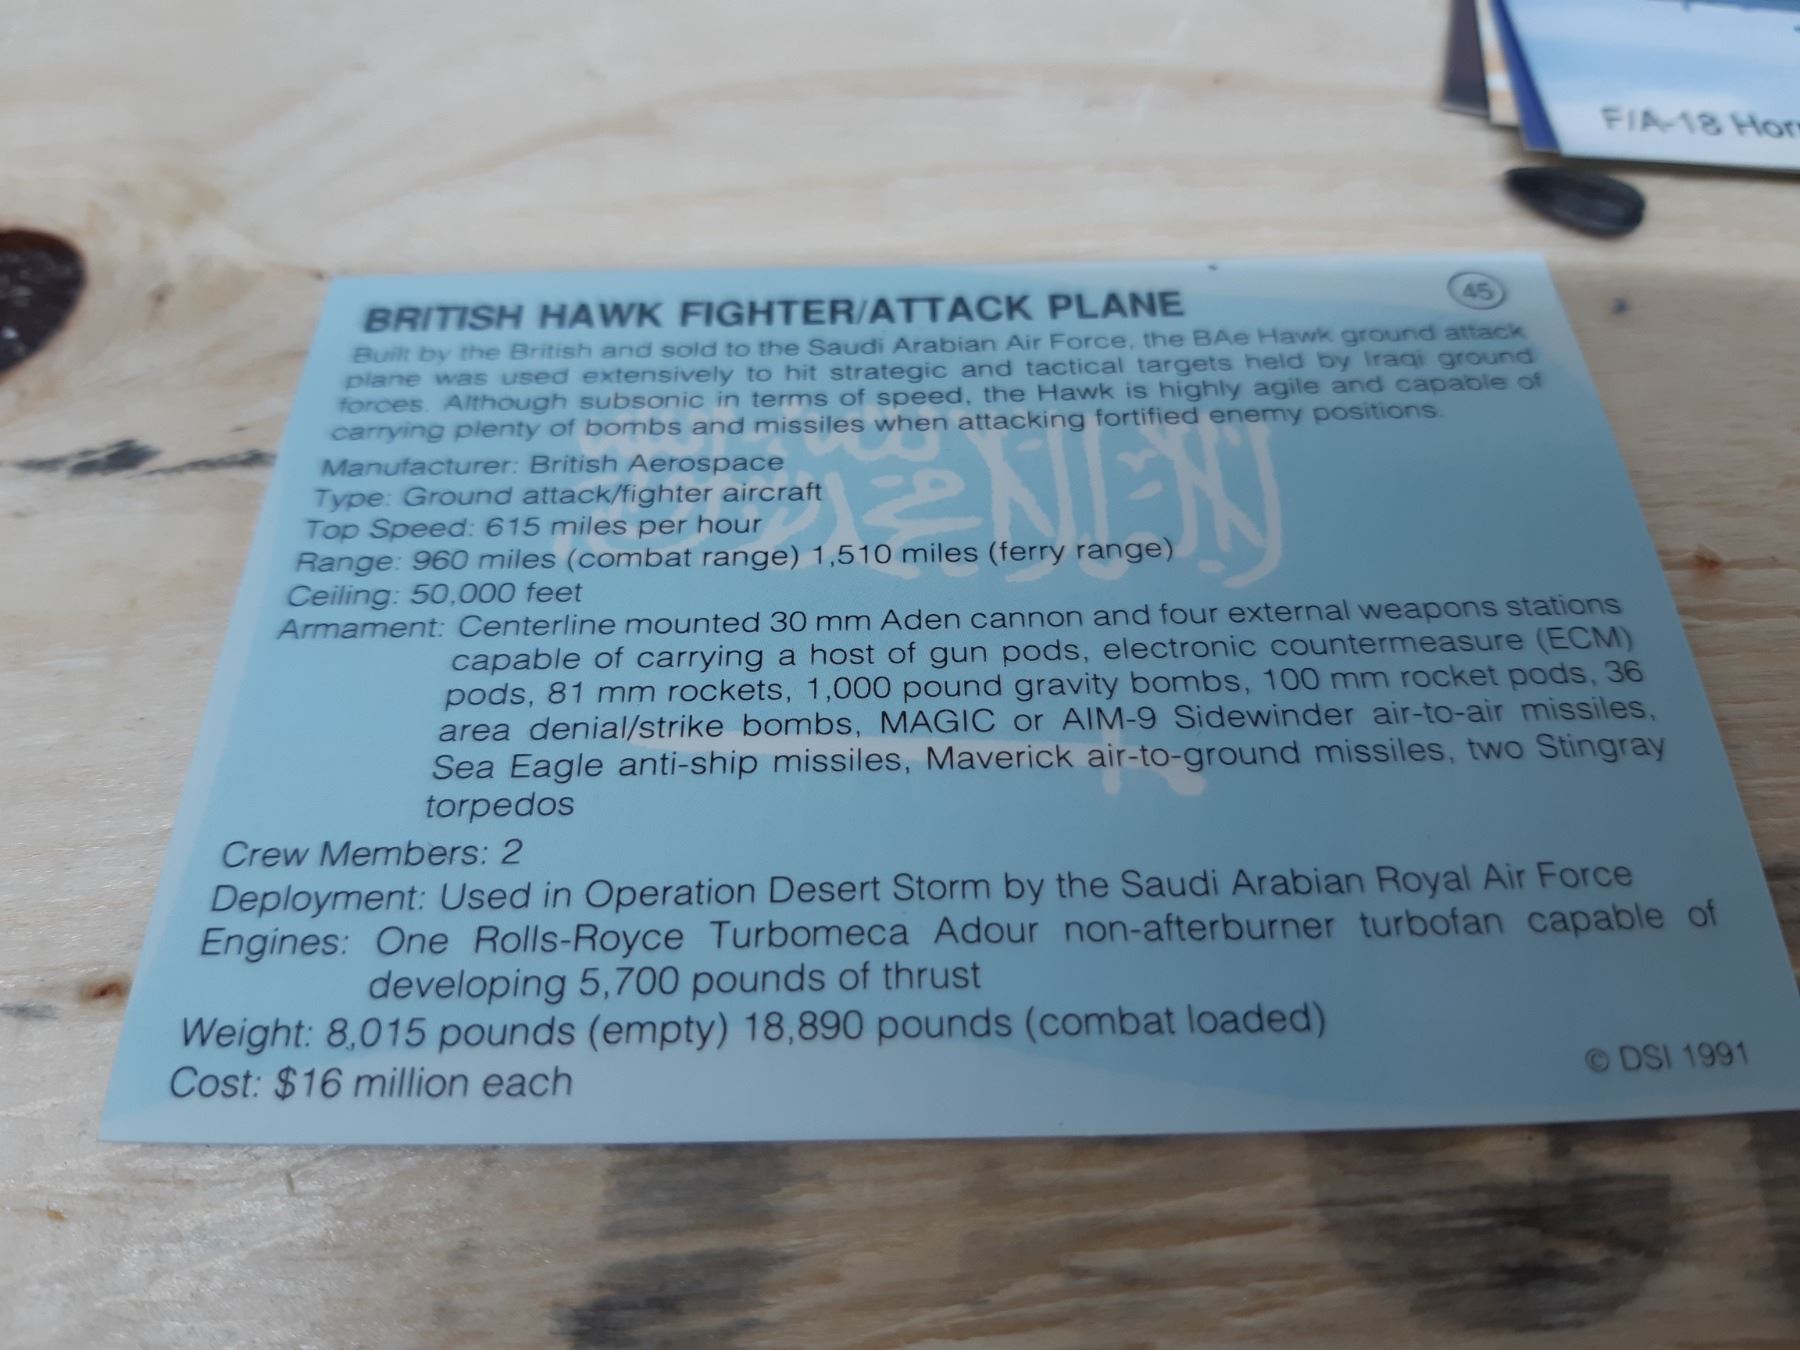 F/A-18 Hor
BRITISH HAWK FIGHTER/ATTACK PLANE
45
Built by the British and sold to the Saudi Arabian Air Force, the BAe Hawk ground attack
plane was used extensively to hit strategic and tactical targets held by Iraqi ground
forces. Although subsonic in terms of speed, the Hawk is highly agile and capable of
carrying plenty of bombs and missiles when attacking fortified enemy positions.
Manufacturer: British Aerospace
Type: Ground attack/fighter aircraft
Top Speed: 615 miles per hour
Range: 960 miles (combat range) 1,510 miles (ferry range)
Ceiling: 50,000 feet
Armament: Centerline mounted 30 mm Aden cannon and four external weapons stations
capable of carrying a host of gun pods, electronic countermeasure (ECM)
pods, 81 mm rockets, 1,000 pound gravity bombs, 100 mm rocket pods, 36
area denial/strike bombs, MAGIC or AIM-9 Sidewinder air-to-air missiles,
Sea Eagle anti-ship missiles, Maverick air-to-ground missiles, two Stingray
torpedos
Crew Members: 2
Deployment: Used in Operation Desert Storm by the Saudi Arabian Royal Air Force
Engines: One Rolls-Royce Turbomeca Adour non-afterburner turbofan capable of
developing 5,700 pounds of thrust
Weight: 8,015 pounds (empty) 18,890 pounds (combat loaded)
Cost: $16 million each
© DSI 1991
لا إله إلا الله محمد رسول الله